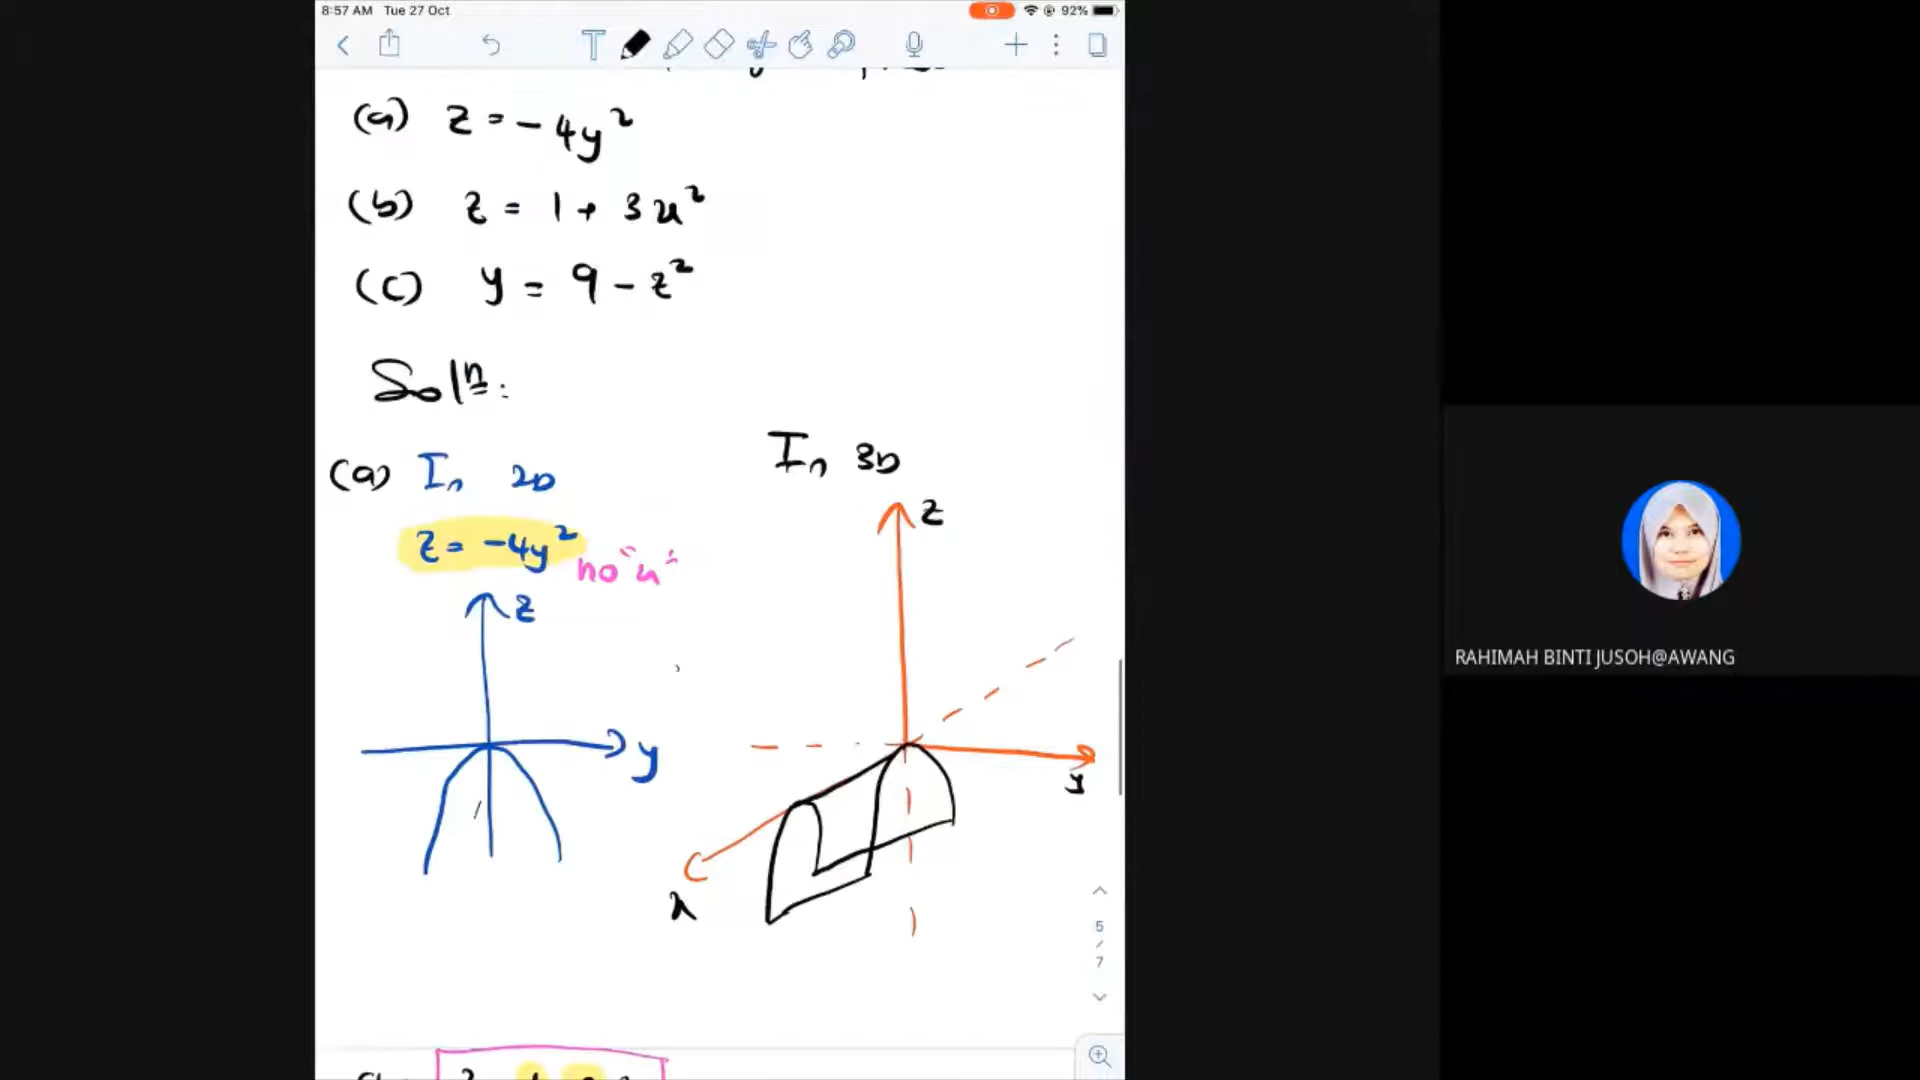 8:57 AM Tue 27 Oct
92%
T
(a) z = -4y²
(b) z = 1 + 3x²
(c) y = 9 - z²
Solⁿ:
(a) In 2D
In 3D
z = -4y²
no "x"
z
y
z
y
x
5
/
7
RAHIMAH BINTI JUSOH@AWANG